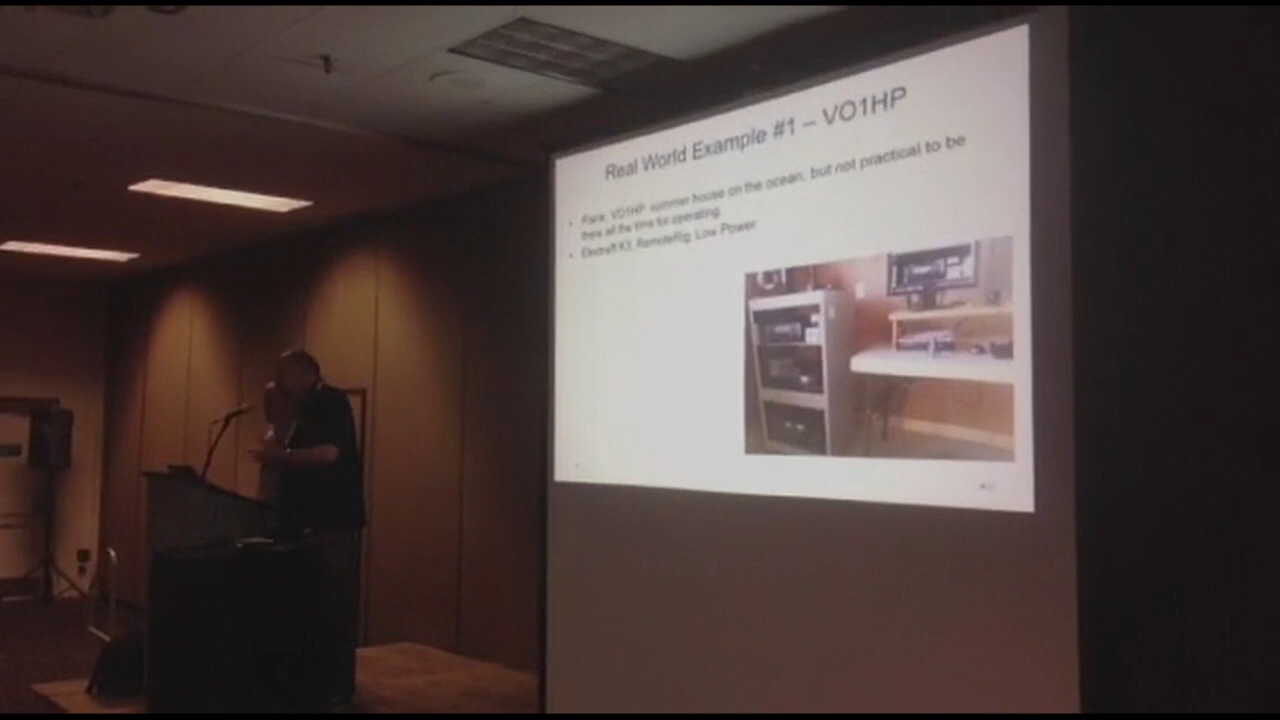 Real World Example #1 – VO1HP
VO1HP summer house on the ocean, but not practical to be
there all the time for operating.
Elecraft K3, RemoteRig, Low Power